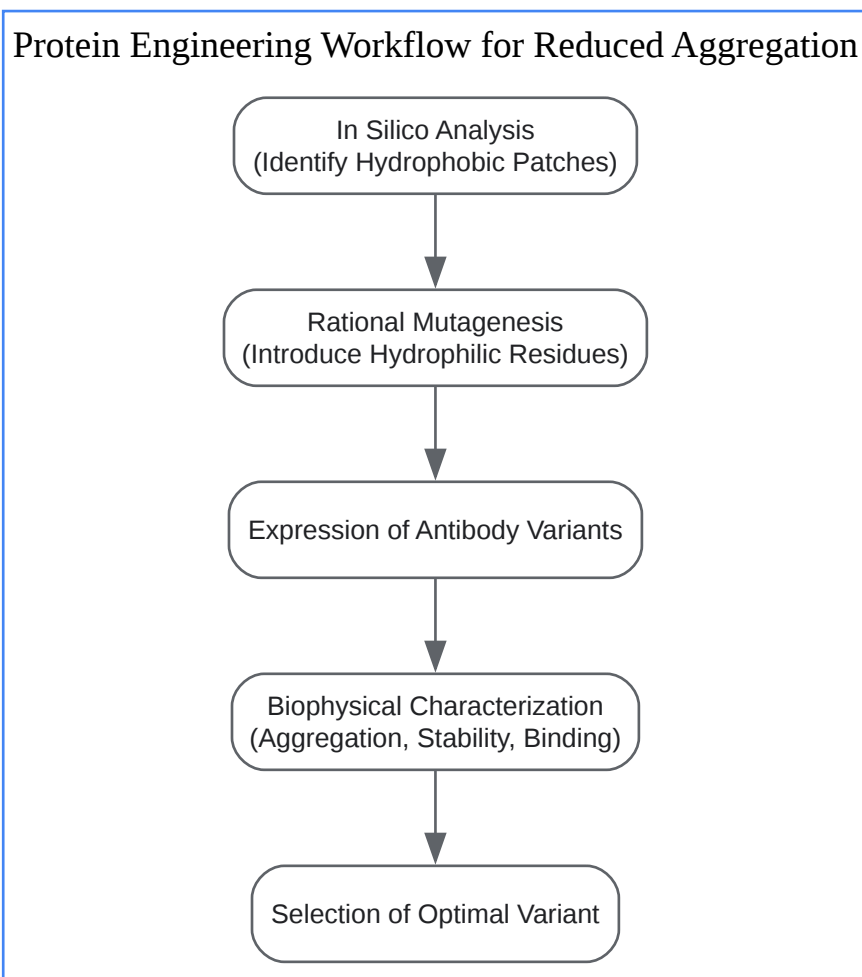 Protein Engineering Workflow for Reduced Aggregation
In Silico Analysis
(Identify Hydrophobic Patches)
Rational Mutagenesis
(Introduce Hydrophilic Residues)
Expression of Antibody Variants
Biophysical Characterization
(Aggregation, Stability, Binding)
Selection of Optimal Variant